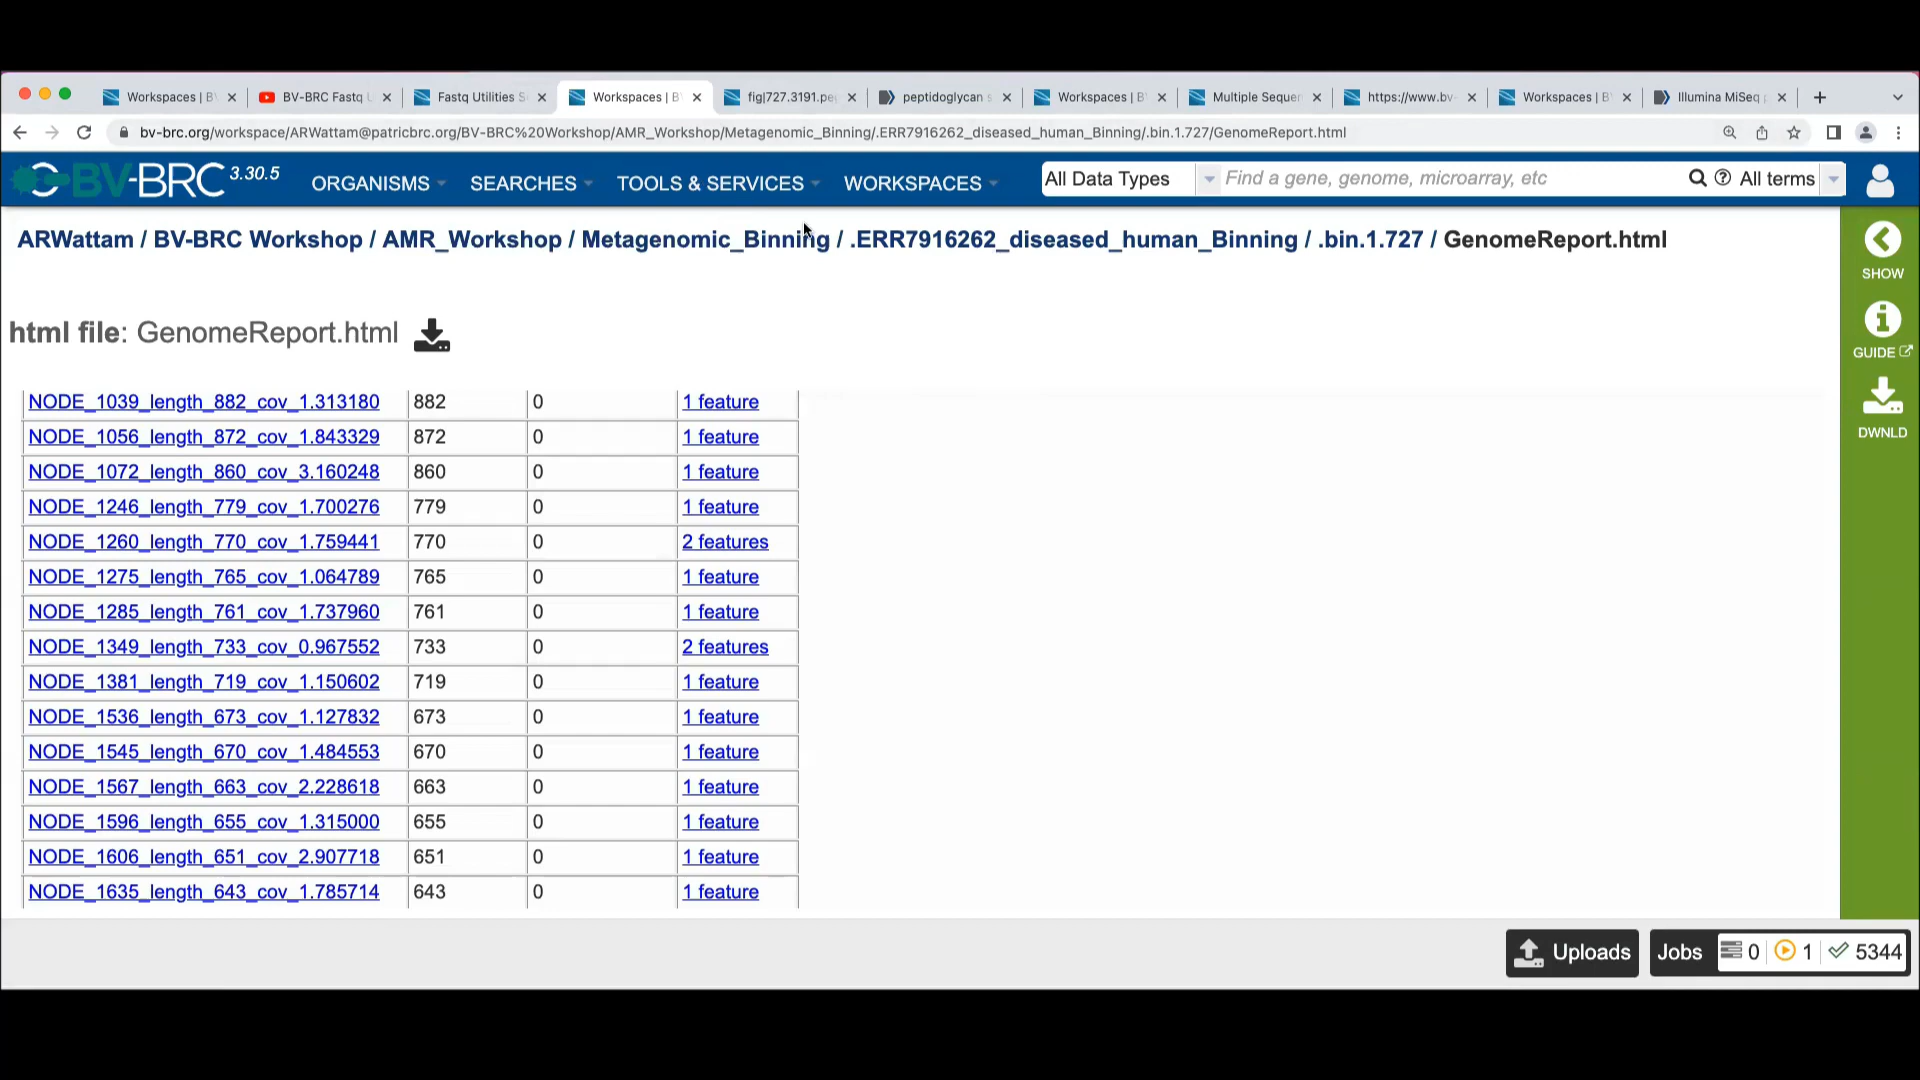 Workspaces | B
BV-BRC Fastq U
Fastq Utilities S
Workspaces | B
fig|727.3191.pe
peptidoglycan s
Workspaces | B
Multiple Sequen
https://www.bv-
Workspaces | B
Illumina MiSeq p
bv-brc.org/workspace/ARWattam@patricbrc.org/BV-BRC%20Workshop/AMR_Workshop/Metagenomic_Binning/.ERR7916262_diseased_human_Binning/.bin.1.727/GenomeReport.html
BV-BRC 3.30.5 ORGANISMS SEARCHES TOOLS & SERVICES WORKSPACES All Data Types Find a gene, genome, microarray, etc All terms
ARWattam / BV-BRC Workshop / AMR_Workshop / Metagenomic_Binning / .ERR7916262_diseased_human_Binning / .bin.1.727 / GenomeReport.html
SHOW
html file: GenomeReport.html
GUIDE
DWNLD
NODE_1039_length_882_cov_1.313180 882 0 1 feature
NODE_1056_length_872_cov_1.843329 872 0 1 feature
NODE_1072_length_860_cov_3.160248 860 0 1 feature
NODE_1246_length_779_cov_1.700276 779 0 1 feature
NODE_1260_length_770_cov_1.759441 770 0 2 features
NODE_1275_length_765_cov_1.064789 765 0 1 feature
NODE_1285_length_761_cov_1.737960 761 0 1 feature
NODE_1349_length_733_cov_0.967552 733 0 2 features
NODE_1381_length_719_cov_1.150602 719 0 1 feature
NODE_1536_length_673_cov_1.127832 673 0 1 feature
NODE_1545_length_670_cov_1.484553 670 0 1 feature
NODE_1567_length_663_cov_2.228618 663 0 1 feature
NODE_1596_length_655_cov_1.315000 655 0 1 feature
NODE_1606_length_651_cov_2.907718 651 0 1 feature
NODE_1635_length_643_cov_1.785714 643 0 1 feature
Uploads Jobs 0 1 5344